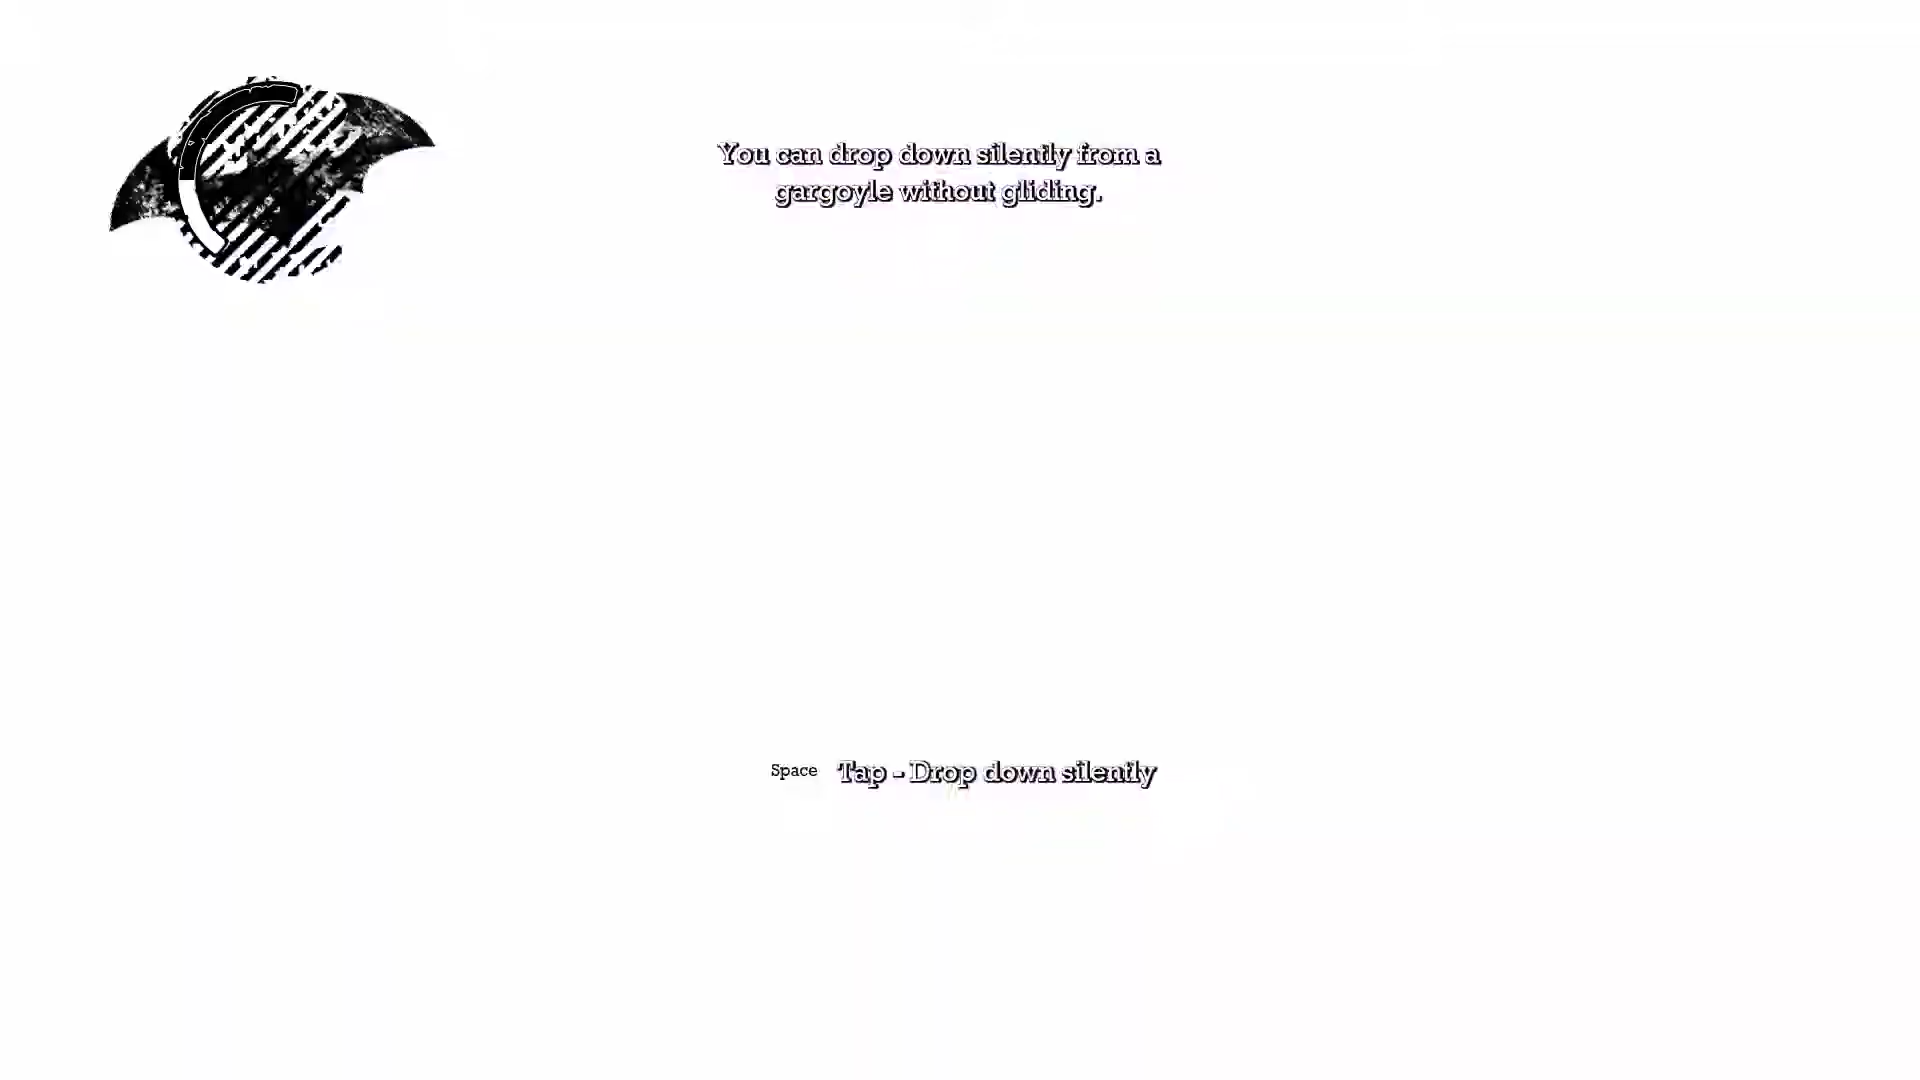 You can drop down silently from a
gargoyle without gliding.
Space Tap - Drop down silently